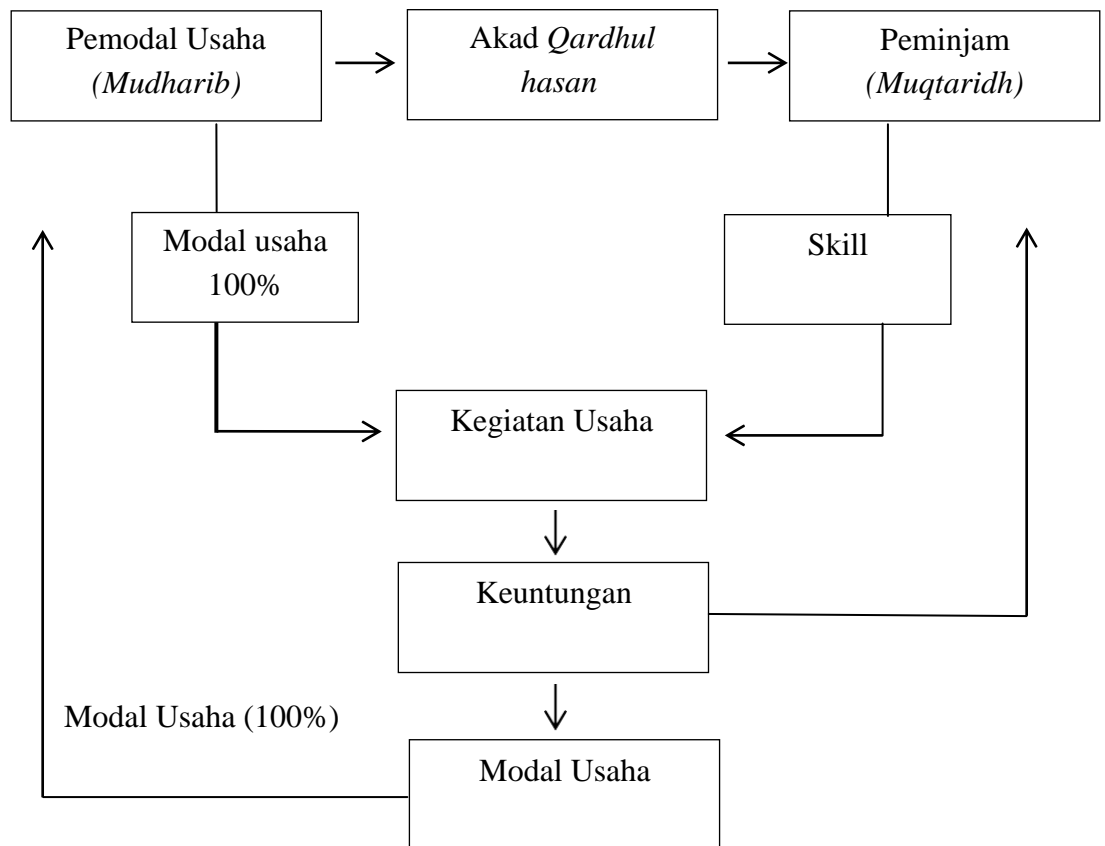 Pemodal Usaha
(Mudharib)
Akad Qardhul
hasan
Peminjam
(Muqtaridh)
Modal usaha
100%
Skill
Kegiatan Usaha
Keuntungan
Modal Usaha (100%)
Modal Usaha